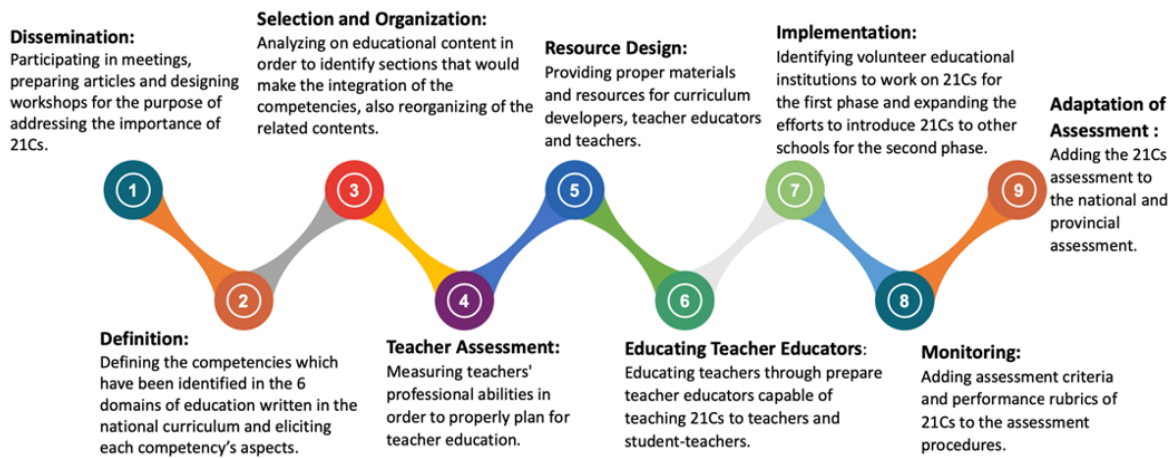 Dissemination:
Participating in meetings,
preparing articles and designing
workshops for the purpose of
addressing the importance of
21Cs.
1
Definition:
Defining the competencies which
have been identified in the 6
domains of education written in the
national curriculum and eliciting
each competency's aspects.
2
Selection and Organization:
Analyzing on educational content in
order to identify sections that would
make the integration of the
competencies, also reorganizing of the
related contents.
3
Teacher Assessment:
Measuring teachers'
professional abilities in
order to properly plan for
teacher education.
4
Resource Design:
Providing proper materials
and resources for curriculum
developers, teacher educators
and teachers.
5
Educating Teacher Educators:
Educating teachers through prepare
teacher educators capable of
teaching 21Cs to teachers and
student-teachers.
6
Implementation:
Identifying volunteer educational
institutions to work on 21Cs for
the first phase and expanding the
efforts to introduce 21Cs to other
schools for the second phase.
7
Monitoring:
Adding assessment criteria
and performance rubrics of
21Cs to the assessment
procedures.
8
Adaptation of
Assessment :
Adding the 21Cs
assessment to
the national and
provincial
assessment.
9